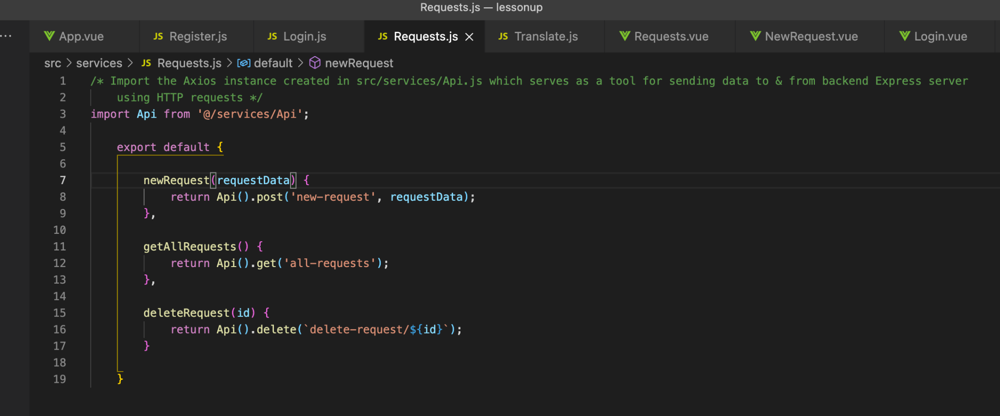 Requests.js — lessonup
... App.vue JS Register.js JS Login.js JS Requests.js × JS Translate.js Requests.vue NewRequest.vue Login.vue
src > services > JS Requests.js > default > newRequest
1 /* Import the Axios instance created in src/services/Api.js which serves as a tool for sending data to & from backend Express server
2 using HTTP requests */
3 import Api from '@/services/Api';
4
5 export default {
6
7 newRequest(requestData) {
8 return Api().post('new-request', requestData);
9 },
10
11 getAllRequests() {
12 return Api().get('all-requests');
13 },
14
15 deleteRequest(id) {
16 return Api().delete(`delete-request/${id}`);
17 }
18
19 }